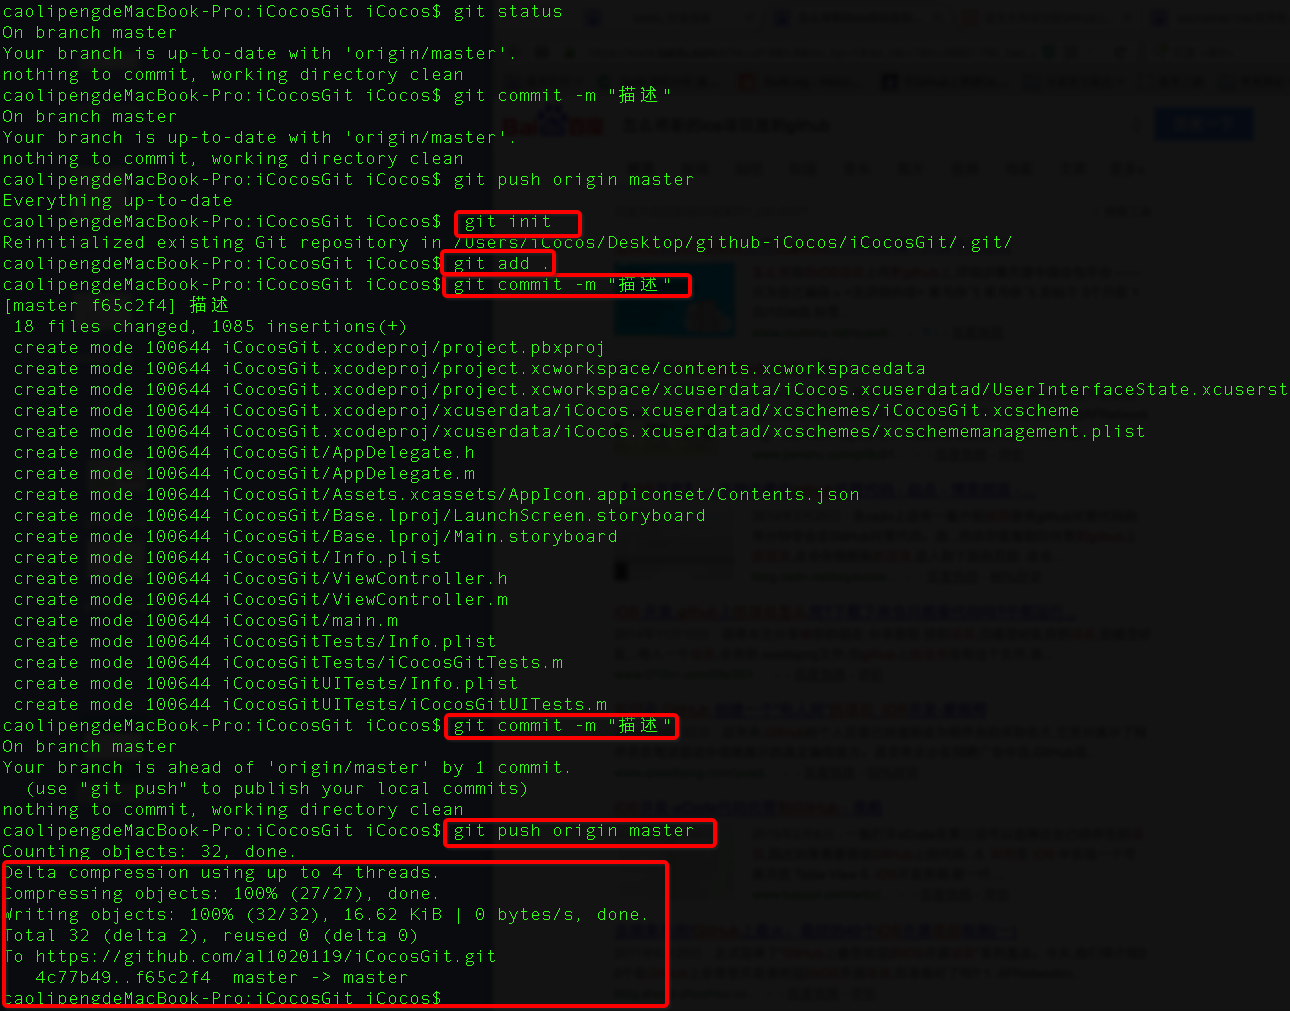 caolipengdeMacBook-Pro:iCocosGit iCocos$ git status
On branch master
Your branch is up-to-date with 'origin/master'.
nothing to commit, working directory clean
caolipengdeMacBook-Pro:iCocosGit iCocos$ git commit -m "描述"
On branch master
Your branch is up-to-date with 'origin/master'.
nothing to commit, working directory clean
caolipengdeMacBook-Pro:iCocosGit iCocos$ git push origin master
Everything up-to-date
caolipengdeMacBook-Pro:iCocosGit iCocos$  git init
Reinitialized existing Git repository in /Users/iCocos/Desktop/github-iCocos/iCocosGit/.git/
caolipengdeMacBook-Pro:iCocosGit iCocos$ git add .
caolipengdeMacBook-Pro:iCocosGit iCocos$ git commit -m "描述"
[master f65c2f4] 描述
 18 files changed, 1085 insertions(+)
 create mode 100644 iCocosGit.xcodeproj/project.pbxproj
 create mode 100644 iCocosGit.xcodeproj/project.xcworkspace/contents.xcworkspacedata
 create mode 100644 iCocosGit.xcodeproj/project.xcworkspace/xcuserdata/iCocos.xcuserdatad/UserInterfaceState.xcuserst
 create mode 100644 iCocosGit.xcodeproj/xcuserdata/iCocos.xcuserdatad/xcschemes/iCocosGit.xcscheme
 create mode 100644 iCocosGit.xcodeproj/xcuserdata/iCocos.xcuserdatad/xcschemes/xcschememanagement.plist
 create mode 100644 iCocosGit/AppDelegate.h
 create mode 100644 iCocosGit/AppDelegate.m
 create mode 100644 iCocosGit/Assets.xcassets/AppIcon.appiconset/Contents.json
 create mode 100644 iCocosGit/Base.lproj/LaunchScreen.storyboard
 create mode 100644 iCocosGit/Base.lproj/Main.storyboard
 create mode 100644 iCocosGit/Info.plist
 create mode 100644 iCocosGit/ViewController.h
 create mode 100644 iCocosGit/ViewController.m
 create mode 100644 iCocosGit/main.m
 create mode 100644 iCocosGitTests/Info.plist
 create mode 100644 iCocosGitTests/iCocosGitTests.m
 create mode 100644 iCocosGitUITests/Info.plist
 create mode 100644 iCocosGitUITests/iCocosGitUITests.m
caolipengdeMacBook-Pro:iCocosGit iCocos$ git commit -m "描述"
On branch master
Your branch is ahead of 'origin/master' by 1 commit.
  (use "git push" to publish your local commits)
nothing to commit, working directory clean
caolipengdeMacBook-Pro:iCocosGit iCocos$ git push origin master
Counting objects: 32, done.
Delta compression using up to 4 threads.
Compressing objects: 100% (27/27), done.
Writing objects: 100% (32/32), 16.62 KiB | 0 bytes/s, done.
Total 32 (delta 2), reused 0 (delta 0)
To https://github.com/al1020119/iCocosGit.git
   4c77b49..f65c2f4  master -> master
caolipengdeMacBook-Pro:iCocosGit iCocos$